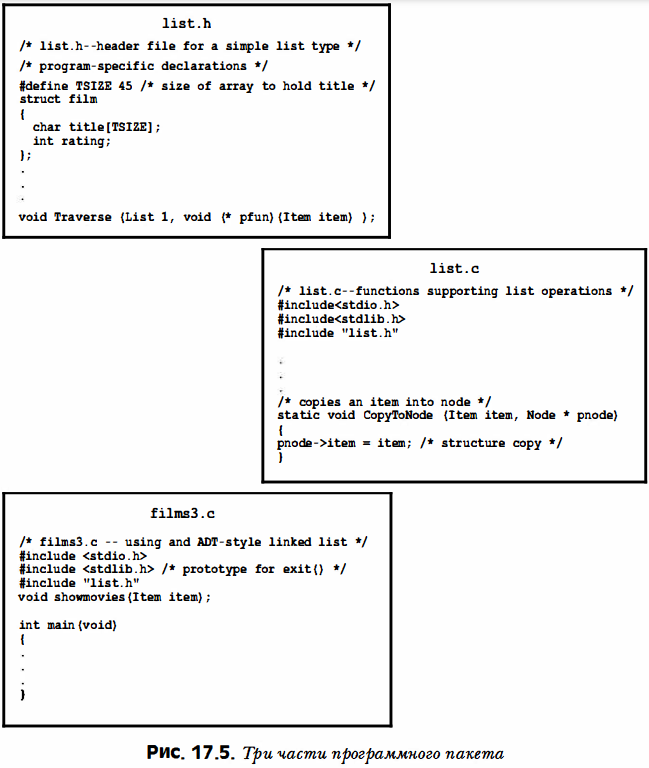 list.h
/* list.h--header file for a simple list type */
/* program-specific declarations */
#define TSIZE 45 /* size of array to hold title */
struct film
{
char title[TSIZE];
int rating;
};
.
.
.
void Traverse (List l, void (* pfun)(Item item) );
list.c
/* list.c--functions supporting list operations */
#include<stdio.h>
#include<stdlib.h>
#include "list.h"
.
.
.
/* copies an item into node */
static void CopyToNode (Item item, Node * pnode)
{
pnode->item = item; /* structure copy */
}
films3.c
/* films3.c -- using and ADT-style linked list */
#include <stdio.h>
#include <stdlib.h> /* prototype for exit() */
#include "list.h"
void showmovies(Item item);
int main(void)
{
.
.
.
}
Рис. 17.5. Три части программного пакета